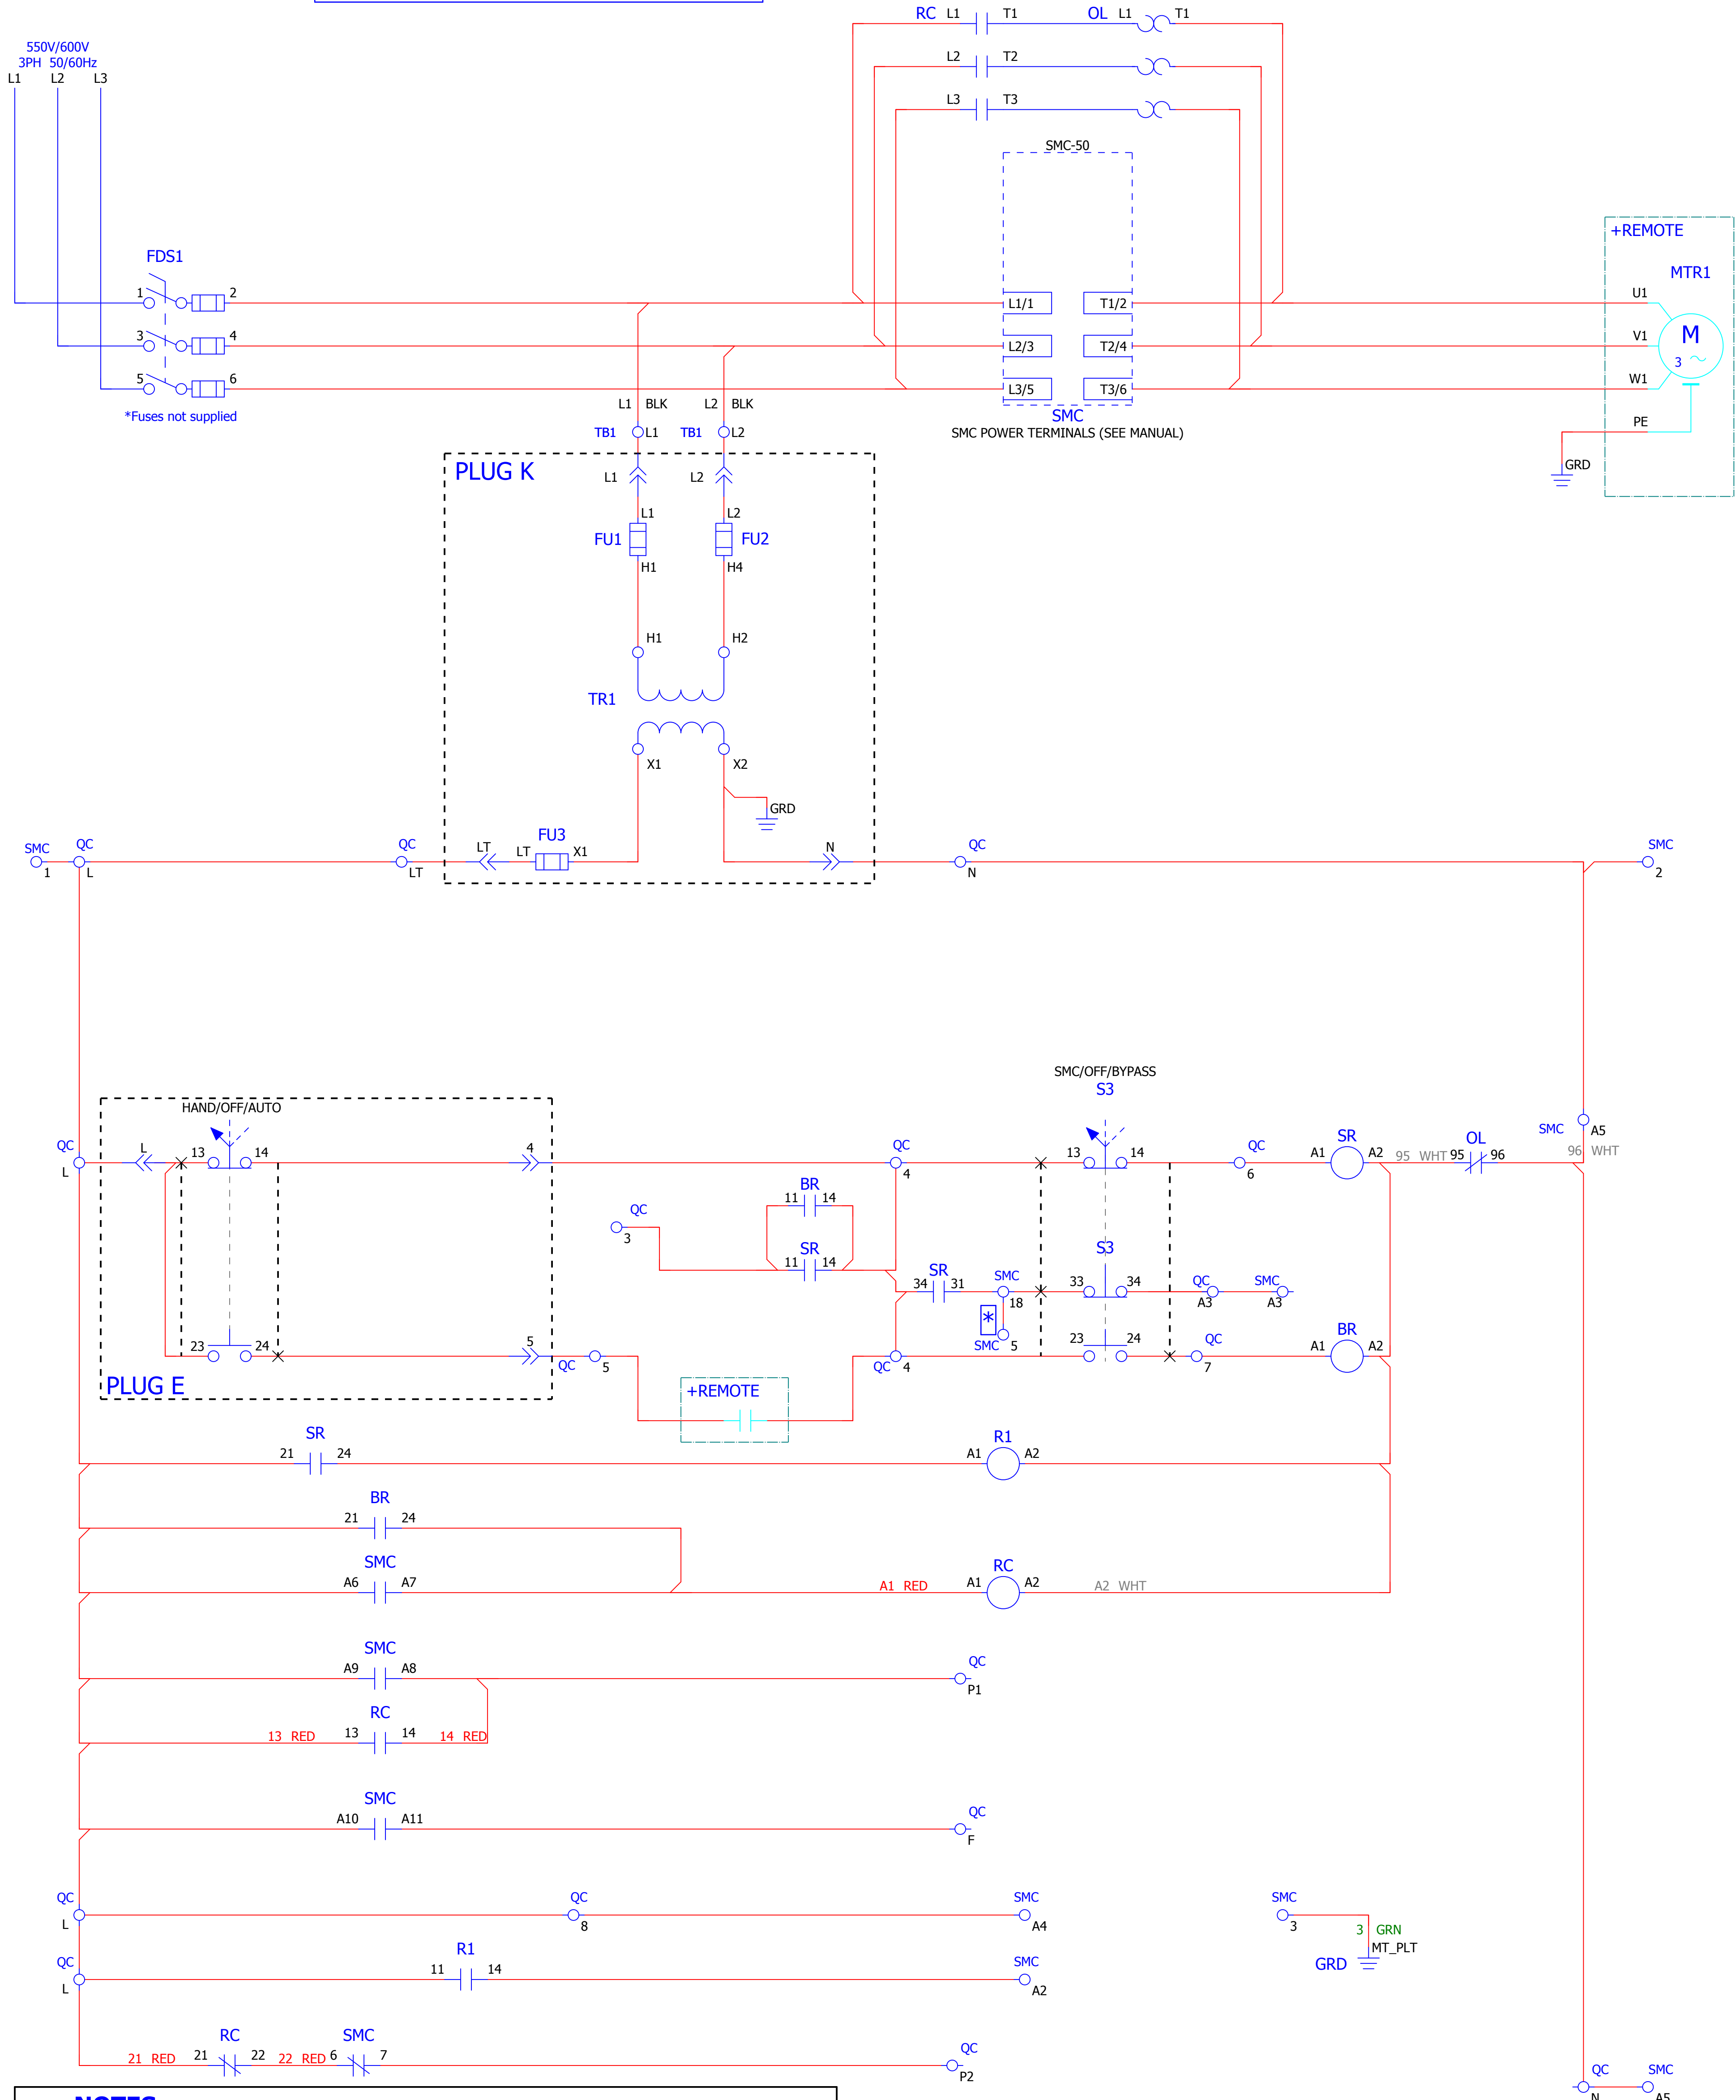 RC L1 T1 OL L1 T1
550V/600V
3PH 50/60Hz
L1 L2 L3
L2 T2
L3 T3
SMC-50
+REMOTE
MTR1
FDS1
1 2
L1/1 T1/2
U1
3 4
L2/3 T2/4
V1
M
3
5 6
L3/5 T3/6
W1
*Fuses not supplied
L1 BLK L2 BLK
SMC
SMC POWER TERMINALS (SEE MANUAL)
PE
GRD
TB1 L1 TB1 L2
PLUG K
L1 L2
L1 L2
FU1 FU2
H1 H4
H1 H2
TR1
X1 X2
GRD
SMC QC QC
LT FU3 N
LT X1
QC SMC
1 L LT N 2
SMC/OFF/BYPASS
S3
HAND/OFF/AUTO
QC L 13 14 4 QC 13 14 QC
SR
A1 A2
95 WHT 95 OL 96
SMC A5
96 WHT
L 4 6
BR
11 14
QC
3
SR
11 14
SR
34 31
SMC
18
S3
33 34
QC SMC
A3 A3
*
SMC 5
23 24 5
QC 5
QC 4
23 24
QC
7
BR
A1 A2
PLUG E
+REMOTE
SR
21 24
R1
A1 A2
BR
21 24
SMC
A6 A7
A1 RED
RC
A1 A2
A2 WHT
SMC
A9 A8
QC
P1
RC
13 RED 13 14 14 RED
SMC
A10 A11
QC
F
QC QC SMC SMC
L 8 A4 3
3 GRN
MT_PLT
GRD
QC R1 SMC
11 14
L A2
RC SMC
21 RED 21 22 22 RED 6 7
QC
P2
QC SMC
N A5
NOTES